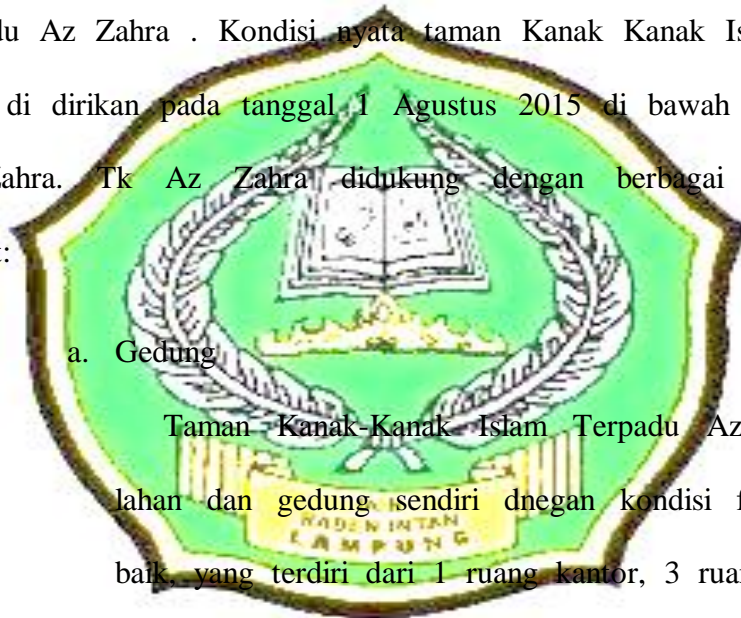 du Az Zahra . Kondisi nyata taman Kanak Kanak Is
di dirikan pada tanggal 1 Agustus 2015 di bawah
Zahra. Tk Az Zahra didukung dengan berbagai
:
a. Gedung
Taman Kanak-Kanak Islam Terpadu Az
lahan dan gedung sendiri dnegan kondisi f
RADEN INTAN
LAMPUNG
baik, yang terdiri dari 1 ruang kantor, 3 ruan